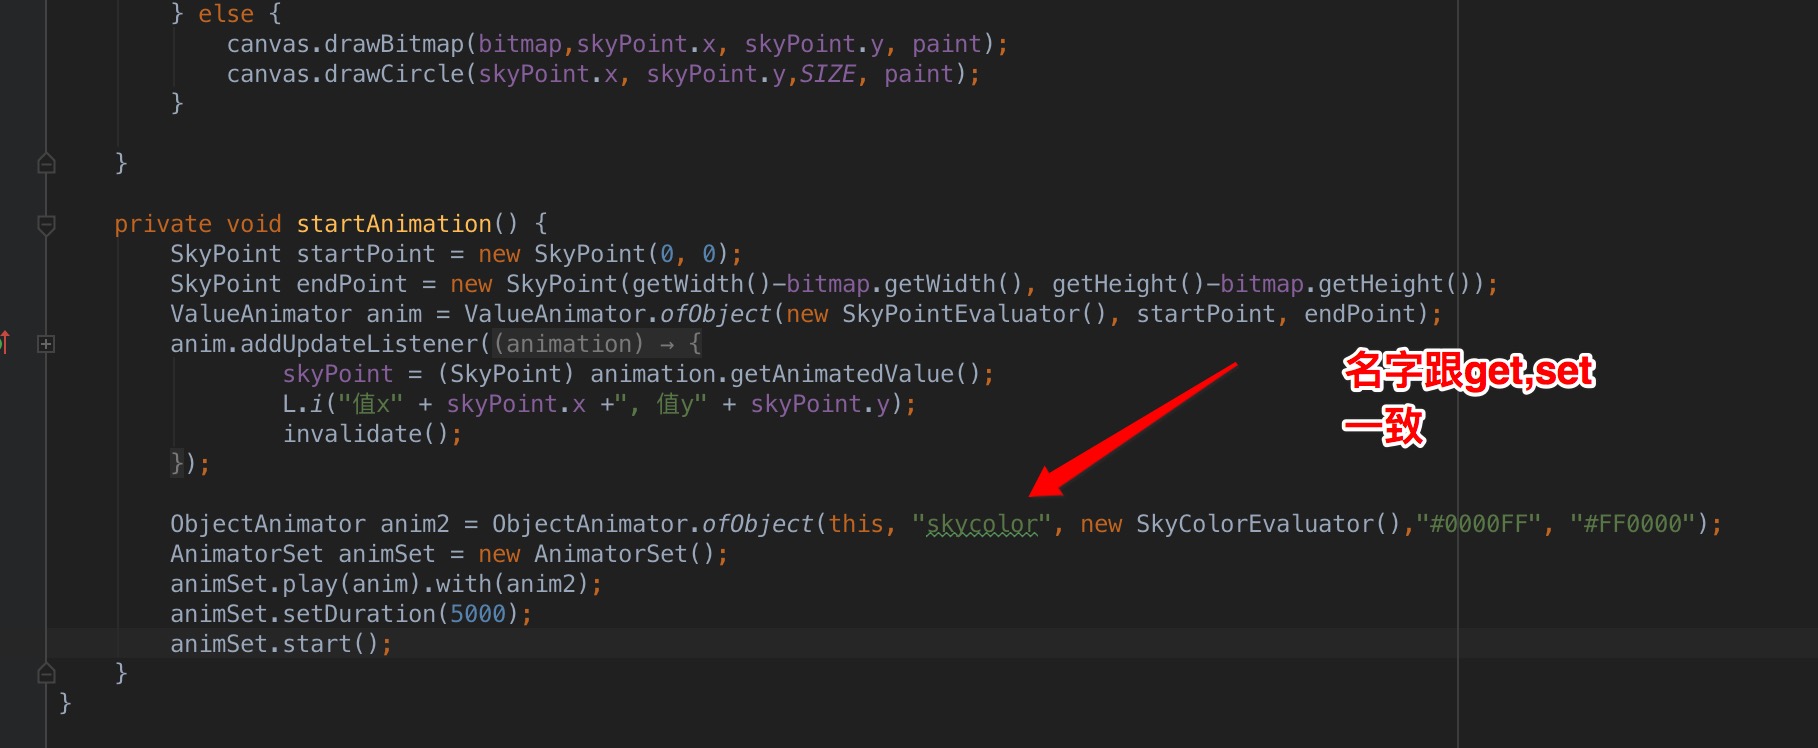 } else {
canvas.drawBitmap(bitmap,skyPoint.x, skyPoint.y, paint);
canvas.drawCircle(skyPoint.x, skyPoint.y,SIZE, paint);
}
}
private void startAnimation() {
SkyPoint startPoint = new SkyPoint(0, 0);
SkyPoint endPoint = new SkyPoint(getWidth()-bitmap.getWidth(), getHeight()-bitmap.getHeight());
ValueAnimator anim = ValueAnimator.ofObject(new SkyPointEvaluator(), startPoint, endPoint);
anim.addUpdateListener((animation) → {
skyPoint = (SkyPoint) animation.getAnimatedValue();
L.i("值x" + skyPoint.x +", 值y" + skyPoint.y);
invalidate();
});
名字跟get,set
一致
ObjectAnimator anim2 = ObjectAnimator.ofObject(this, "skycolor", new SkyColorEvaluator(),"#0000FF", "#FF0000");
AnimatorSet animSet = new AnimatorSet();
animSet.play(anim).with(anim2);
animSet.setDuration(5000);
animSet.start();
}
}